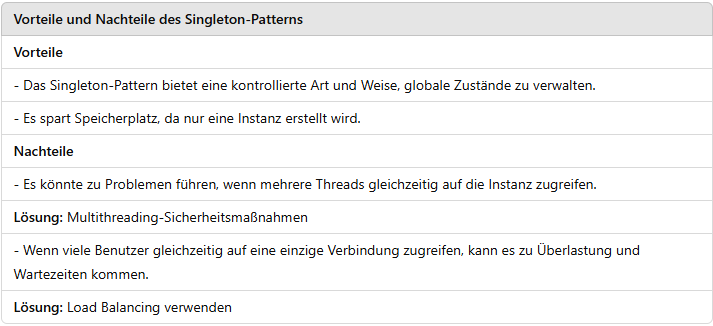 Vorteile und Nachteile des Singleton-Patterns
Vorteile
- Das Singleton-Pattern bietet eine kontrollierte Art und Weise, globale Zustände zu verwalten.
- Es spart Speicherplatz, da nur eine Instanz erstellt wird.
Nachteile
- Es könnte zu Problemen führen, wenn mehrere Threads gleichzeitig auf die Instanz zugreifen.
Lösung: Multithreading-Sicherheitsmaßnahmen
- Wenn viele Benutzer gleichzeitig auf eine einzige Verbindung zugreifen, kann es zu Überlastung und
Wartezeiten kommen.
Lösung: Load Balancing verwenden